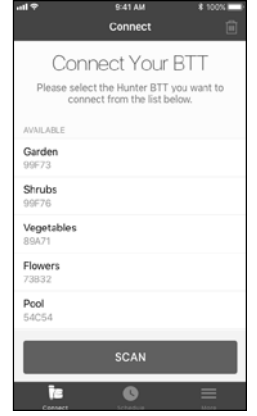 9:41 AM 100%
Connect
Connect Your BTT
Please select the Hunter BTT you want to
connect from the list below.
AVAILABLE
Garden
99F73
Shrubs
99F76
Vegetables
89A71
Flowers
73B32
Pool
54C54
SCAN
Connect Schedule More